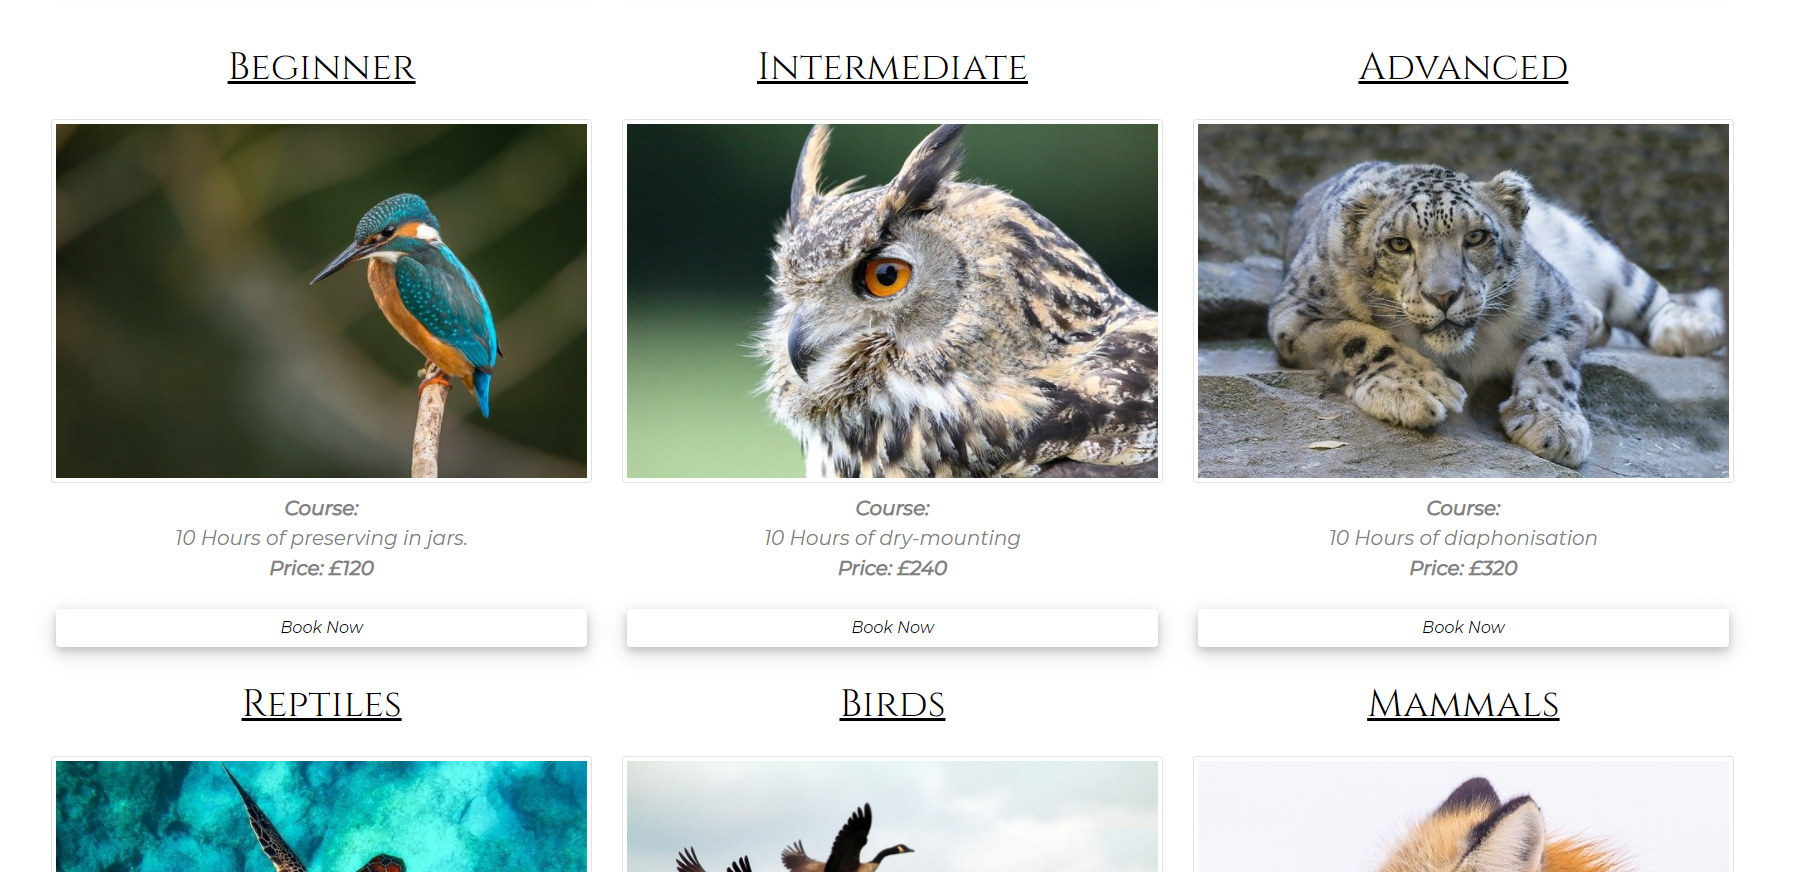 Beginner
Intermediate
Advanced
Course:
10 Hours of preserving in jars.
Price: £120
Book Now
Course:
10 Hours of dry-mounting
Price: £240
Book Now
Course:
10 Hours of diaphonisation
Price: £320
Book Now
Reptiles
Birds
Mammals